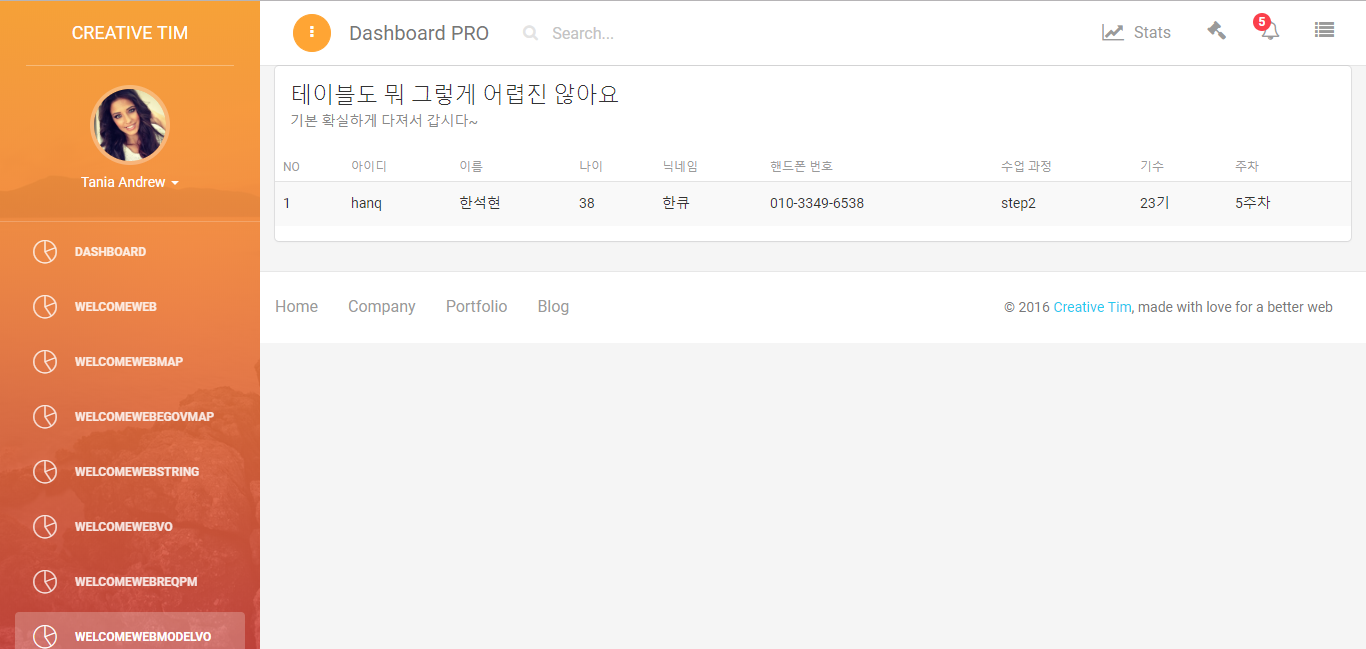 CREATIVE TIM
Tania Andrew
DASHBOARD
WELCOMEWEB
WELCOMEWEBMAP
WELCOMEWEBEGOVMAP
WELCOMEWEBSTRING
WELCOMEWEBVO
WELCOMEWEBREQPM
WELCOMEWEBMODELVO
Dashboard PRO Search... Stats 5
테이블도 뭐 그렇게 어렵진 않아요
기본 확실하게 다져서 갑시다~
NO 아이디 이름 나이 닉네임 핸드폰 번호 수업 과정 기수 주차
1 hanq 한석현 38 한큐 010-3349-6538 step2 23기 5주차
Home Company Portfolio Blog © 2016 Creative Tim, made with love for a better web